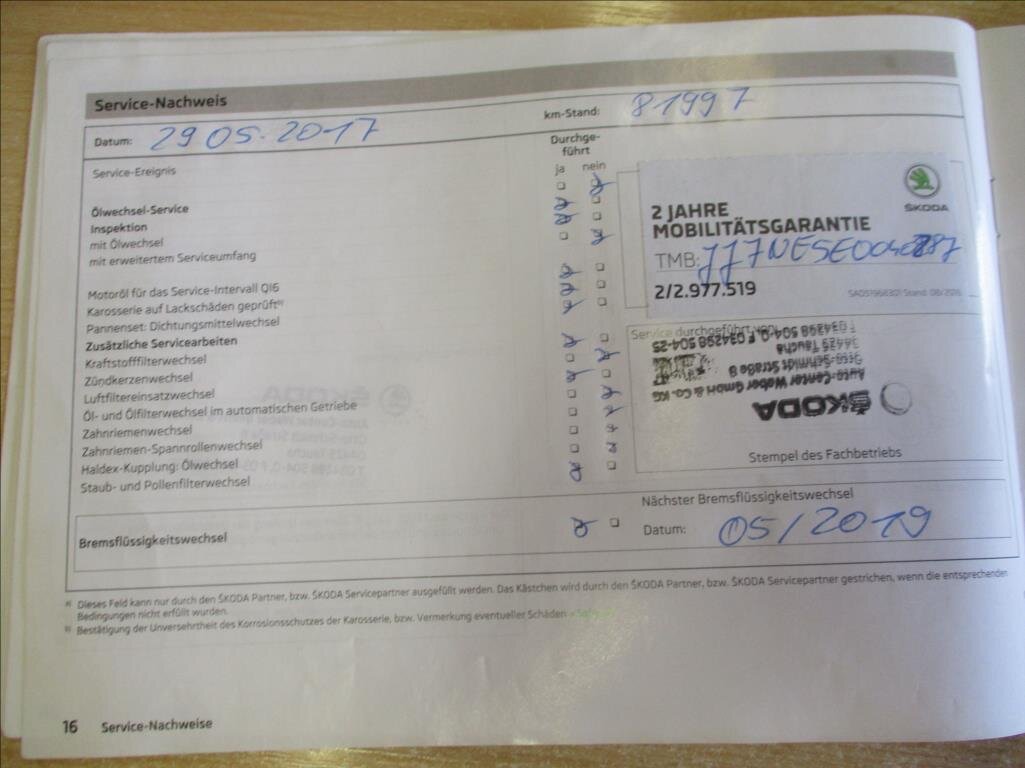 Service-Nachweis
Datum: 29 05.2017
km-Stand: 81997
Service-Ereignis
Durchge-
führt
ja nein
Ölwechsel-Service
Inspektion
mit Ölwechsel
mit erweitertem Serviceumfang
Motoröl für das Service-Intervall QI6
Karosserie auf Lackschäden geprüft b)
Pannenset: Dichtungsmittelwechsel
Zusätzliche Servicearbeiten
Kraftstofffilterwechsel
Zündkerzenwechsel
Luftfiltereinsatzwechsel
Öl- und Ölfilterwechsel im automatischen Getriebe
Zahnriemenwechsel
Zahnriemen-Spannrollenwechsel
Haldex-Kupplung: Ölwechsel
Staub- und Pollenfilterwechsel
ŠKODA
2 JAHRE
MOBILITÄTSGARANTIE
TMB:
2/2.977.519
Service durchgeführt von:
ŠKODA
Auto-Center Weber GmbH & Co. KG
Otto-Schmidt Straße 8
Taucha
Stempel des Fachbetriebs
Bremsflüssigkeitswechsel
Nächster Bremsflüssigkeitswechsel
Datum: 05/2019
a) Dieses Feld kann nur durch den ŠKODA Partner, bzw. ŠKODA Servicepartner ausgefüllt werden. Das Kästchen wird durch den ŠKODA Partner, bzw. ŠKODA Servicepartner gestrichen, wenn die entsprechenden
Bedingungen nicht erfüllt wurden.
b) Bestätigung der Unversehrtheit des Korrosionsschutzes der Karosserie, bzw. Vermerkung eventueller Schäden
16 Service-Nachweise